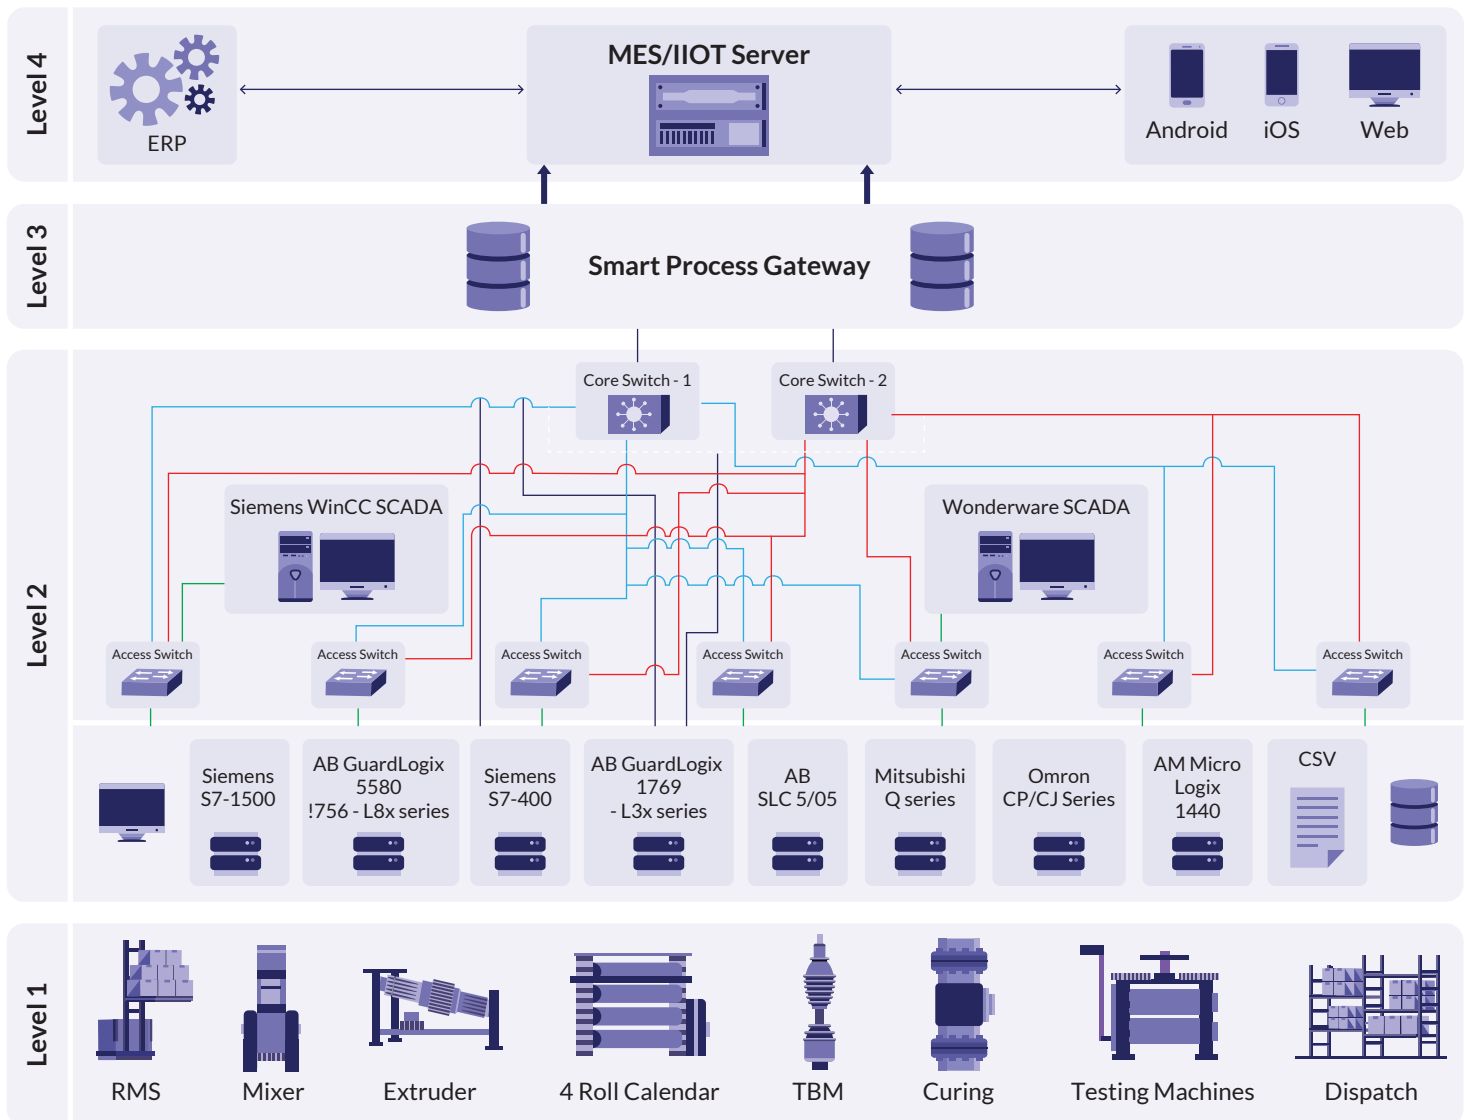 Level 4
ERP
MES/IIOT Server
Android
iOS
Web
Level 3
Smart Process Gateway
Level 2
Core Switch - 1
Core Switch - 2
Siemens WinCC SCADA
Wonderware SCADA
Access Switch
Access Switch
Access Switch
Access Switch
Access Switch
Access Switch
Access Switch
Siemens
S7-1500
AB GuardLogix
5580
!756 - L8x series
Siemens
S7-400
AB GuardLogix
1769
- L3x series
AB
SLC 5/05
Mitsubishi
Q series
Omron
CP/CJ Series
AM Micro
Logix
1440
CSV
Level 1
RMS
Mixer
Extruder
4 Roll Calendar
TBM
Curing
Testing Machines
Dispatch